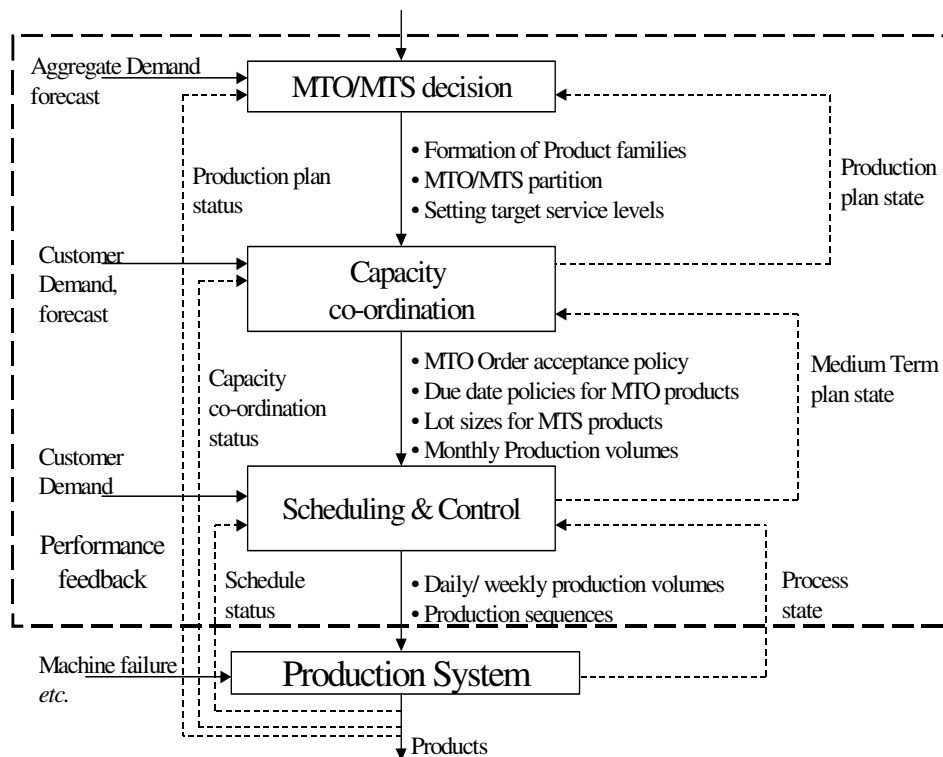 Aggregate Demand
forecast
MTO/MTS decision
• Formation of Product families
• MTO/MTS partition
• Setting target service levels
Production plan
status
Production
plan state
Customer
Demand,
forecast
Capacity
co-ordination
• MTO Order acceptance policy
• Due date policies for MTO products
• Lot sizes for MTS products
• Monthly Production volumes
Capacity
co-ordination
status
Medium Term
plan state
Customer
Demand
Scheduling & Control
Performance
feedback
Schedule
status
• Daily/ weekly production volumes
• Production sequences
Process
state
Machine failure
etc.
Production System
Products